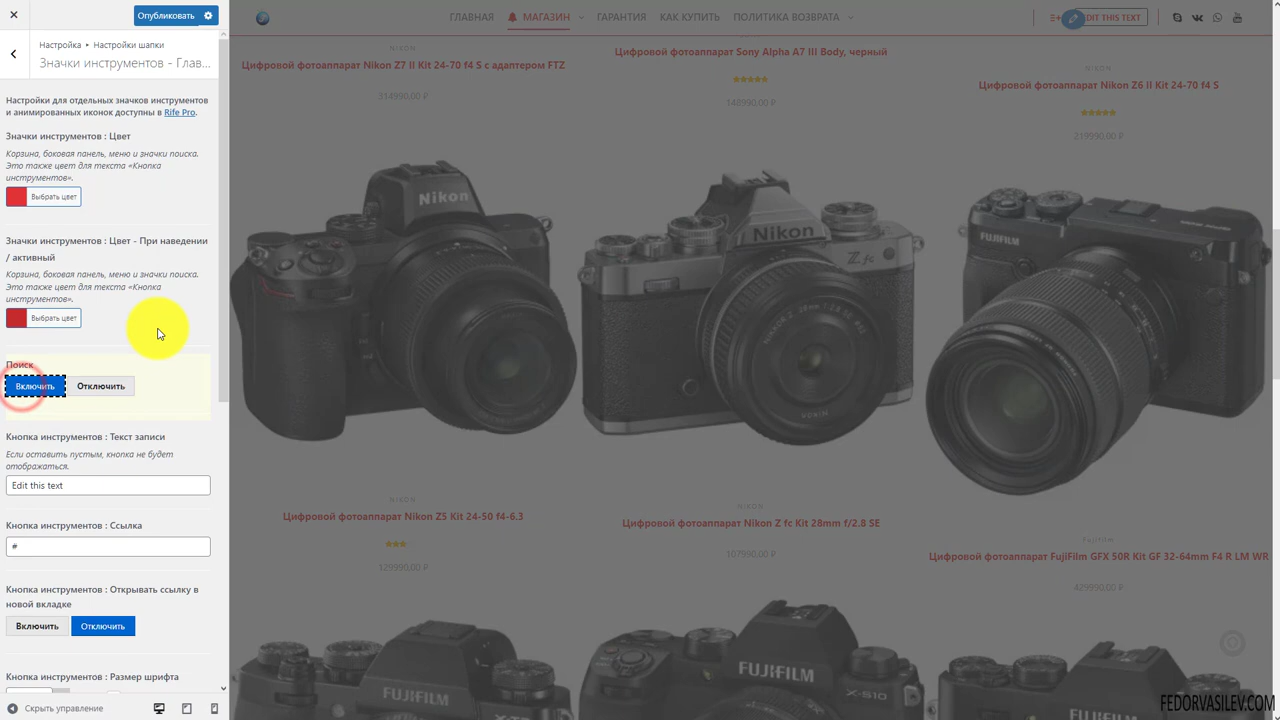 Опубликовать
Настройка ▸ Настройки шапки
Значки инструментов - Глав...
Настройки для отдельных значков инструментов
и анимированных иконок доступны в Rife Pro.
Значки инструментов : Цвет
Корзина, боковая панель, меню и значки поиска.
Это также цвет для текста «Кнопка
инструментов».
Выбрать цвет
Значки инструментов : Цвет - При наведении
/ активный
Корзина, боковая панель, меню и значки поиска.
Это также цвет для текста «Кнопка
инструментов».
Выбрать цвет
Поиск
Включить Отключить
Кнопка инструментов : Текст записи
Если оставить пустым, кнопка не будет
отображаться.
Edit this text
Кнопка инструментов : Ссылка
#
Кнопка инструментов : Открывать ссылку в
новой вкладке
Включить Отключить
Кнопка инструментов : Размер шрифта
Скрыть управление
ГЛАВНАЯ МАГАЗИН ГАРАНТИЯ КАК КУПИТЬ ПОЛИТИКА ВОЗВРАТА
EDIT THIS TEXT
NIKON
Цифровой фотоаппарат Nikon Z7 II Kit 24-70 f4 S с адаптером FTZ
314990,00 ₽
Цифровой фотоаппарат Sony Alpha A7 III Body, черный
148990,00 ₽
NIKON
Цифровой фотоаппарат Nikon Z6 II Kit 24-70 f4 S
219990,00 ₽
Nikon
Nikon
Z fc
NIKKOR
FUJIFILM
NIKON
Цифровой фотоаппарат Nikon Z5 Kit 24-50 f4-6.3
129990,00 ₽
NIKON
Цифровой фотоаппарат Nikon Z fc Kit 28mm f/2.8 SE
107990,00 ₽
FUJIFILM
Цифровой фотоаппарат FujiFilm GFX 50R Kit GF 32-64mm F4 R LM WR
429990,00 ₽
FUJIFILM
FUJIFILM
X-S10
FUJIFILM
FEDORVASILEV.COM